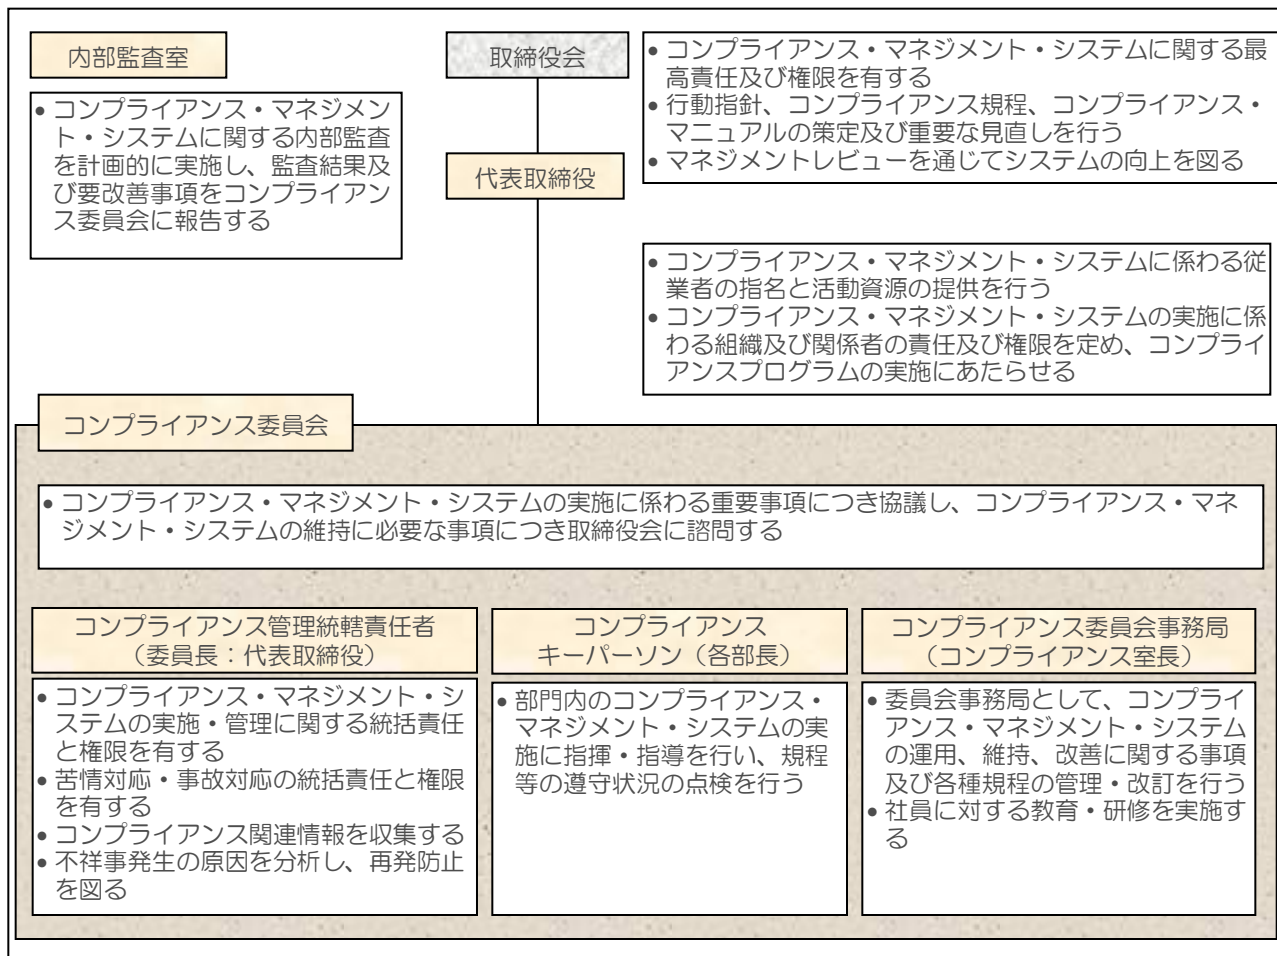 内部監査室
• コンプライアンス・マネジメン
ト・システムに関する内部監査
を計画的に実施し、監査結果及
び要改善事項をコンプライアン
ス委員会に報告する
取締役会
• コンプライアンス・マネジメント・システムに関する最
高責任及び権限を有する
• 行動指針、コンプライアンス規程、コンプライアンス・
マニュアルの策定及び重要な見直しを行う
• マネジメントレビューを通じてシステムの向上を図る
代表取締役
• コンプライアンス・マネジメント・システムに係わる従
業者の指名と活動資源の提供を行う
• コンプライアンス・マネジメント・システムの実施に係
わる組織及び関係者の責任及び権限を定め、コンプライ
アンスプログラムの実施にあたらせる
コンプライアンス委員会
• コンプライアンス・マネジメント・システムの実施に係わる重要事項につき協議し、コンプライアンス・マネ
ジメント・システムの維持に必要な事項につき取締役会に諮問する
コンプライアンス管理統轄責任者
（委員長：代表取締役）
• コンプライアンス・マネジメント・シ
ステムの実施・管理に関する統括責任
と権限を有する
• 苦情対応・事故対応の統括責任と権限
を有する
• コンプライアンス関連情報を収集する
• 不祥事発生の原因を分析し、再発防止
を図る
コンプライアンス
キーパーソン（各部長）
• 部門内のコンプライアンス・
マネジメント・システムの実
施に指揮・指導を行い、規程
等の遵守状況の点検を行う
コンプライアンス委員会事務局
（コンプライアンス室長）
• 委員会事務局として、コンプライ
アンス・マネジメント・システム
の運用、維持、改善に関する事項
及び各種規程の管理・改訂を行う
• 社員に対する教育・研修を実施す
る